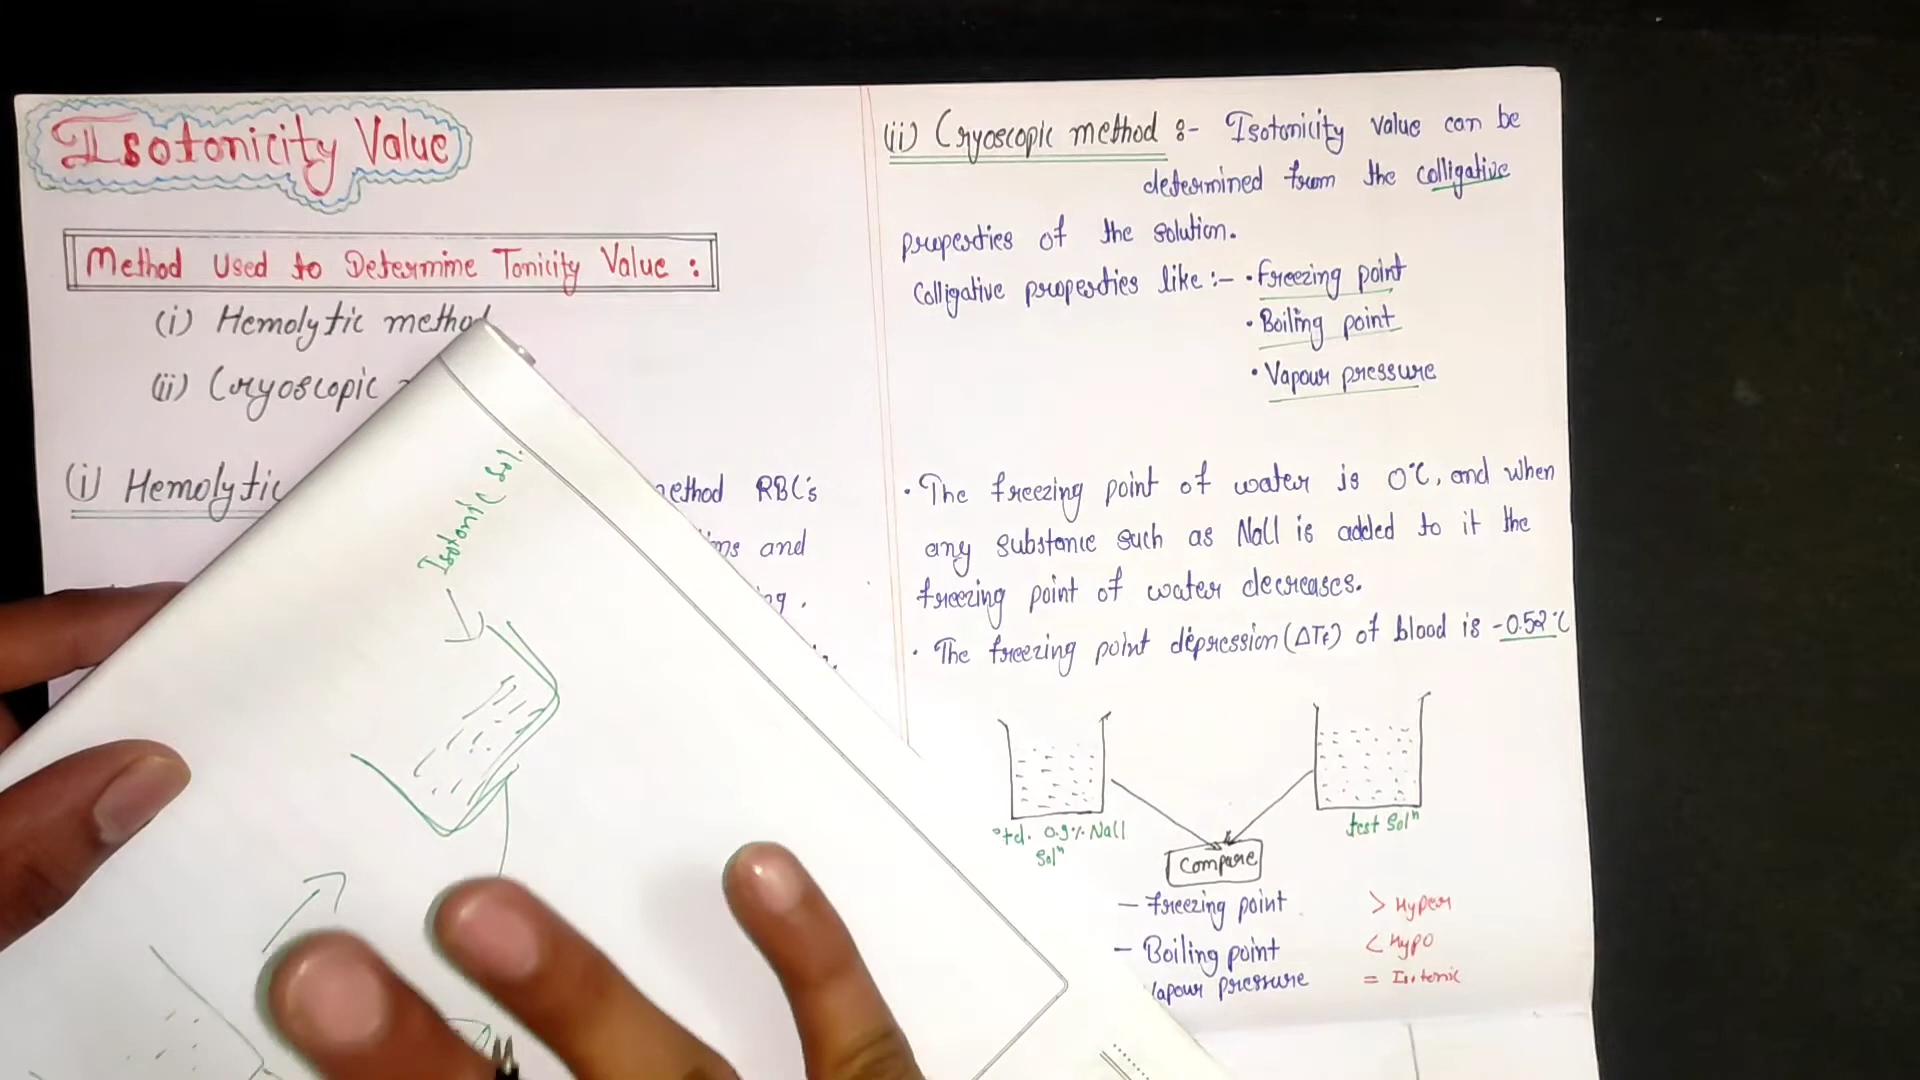 Isotonicity Value
Method Used to Determine Tonicity Value :
(i) Hemolytic method
(ii) Cryoscopic
(i) Hemolytic
method RBC's
and
Isotonic Sol.
(ii) Cryoscopic method :- Isotonicity value can be
determined from the colligative
properties of the solution.
Colligative properties like :- • Freezing point
• Boiling point
• Vapour pressure
• The freezing point of water is 0°C, and when
any substance such as NaCl is added to it the
freezing point of water decreases.
• The freezing point depression (ΔTf) of blood is -0.52°C
std. 0.9% NaCl
Solⁿ
test Solⁿ
Compare
— freezing point > Hyper
— Boiling point < Hypo
Vapour pressure = Isotonic